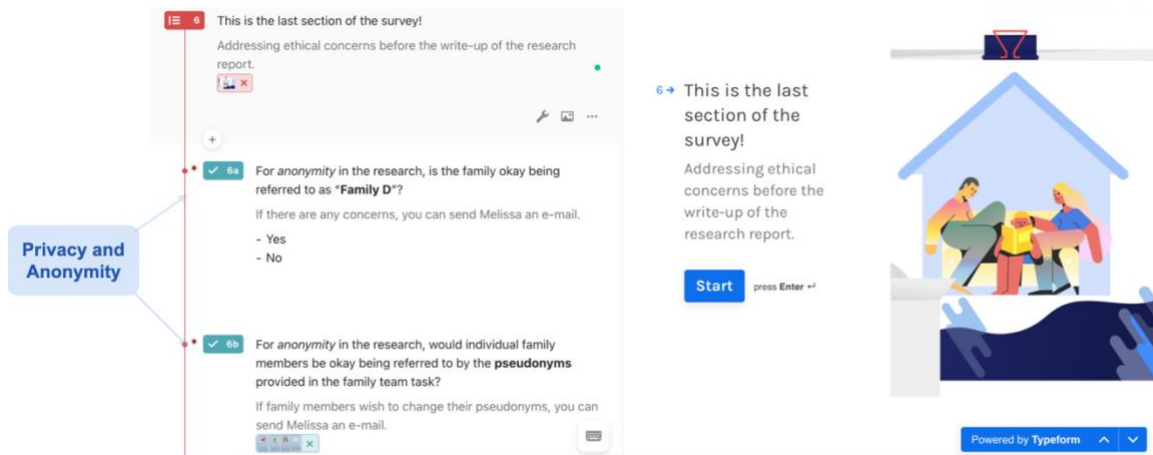 6 This is the last section of the survey!
Addressing ethical concerns before the write-up of the research
report.
6a For anonymity in the research, is the family okay being
referred to as “Family D”?
If there are any concerns, you can send Melissa an e-mail.
- Yes
- No
Privacy and
Anonymity
6b For anonymity in the research, would individual family
members be okay being referred to by the pseudonyms
provided in the family team task?
If family members wish to change their pseudonyms, you can
send Melissa an e-mail.
6→ This is the last
section of the
survey!
Addressing ethical
concerns before the
write-up of the
research report.
Start press Enter ↵
Powered by Typeform